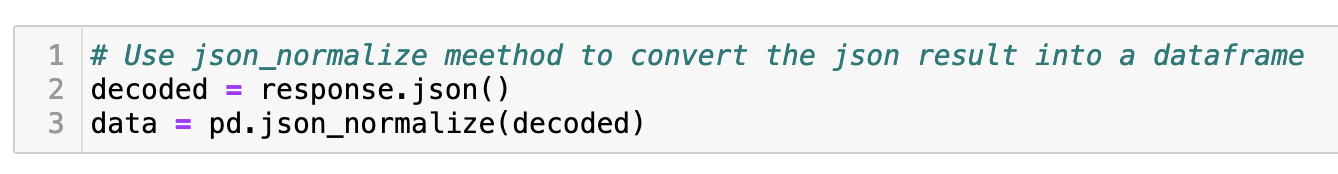 1 # Use json_normalize meethod to convert the json result into a dataframe
2 decoded = response.json()
3 data = pd.json_normalize(decoded)